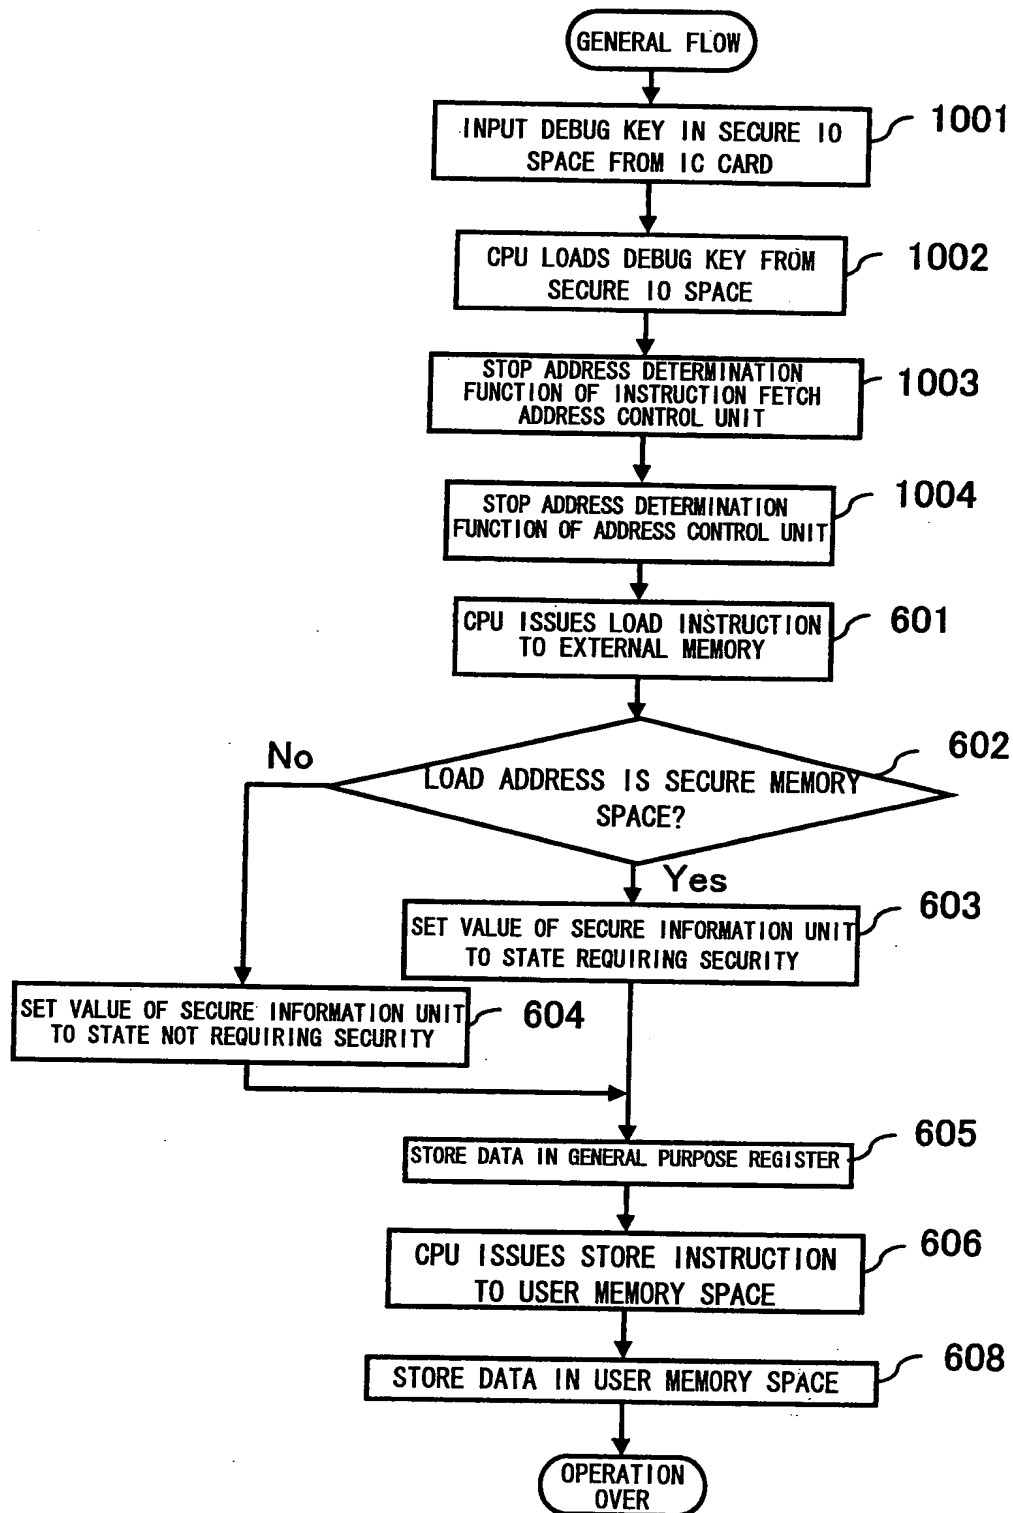 GENERAL FLOW
INPUT DEBUG KEY IN SECURE IO
SPACE FROM IC CARD
1001
CPU LOADS DEBUG KEY FROM
SECURE IO SPACE
1002
STOP ADDRESS DETERMINATION
FUNCTION OF INSTRUCTION FETCH
ADDRESS CONTROL UNIT
1003
STOP ADDRESS DETERMINATION
FUNCTION OF ADDRESS CONTROL UNIT
1004
CPU ISSUES LOAD INSTRUCTION
TO EXTERNAL MEMORY
601
LOAD ADDRESS IS SECURE MEMORY
SPACE?
602
No
Yes
SET VALUE OF SECURE INFORMATION UNIT
TO STATE REQUIRING SECURITY
603
SET VALUE OF SECURE INFORMATION UNIT
TO STATE NOT REQUIRING SECURITY
604
STORE DATA IN GENERAL PURPOSE REGISTER
605
CPU ISSUES STORE INSTRUCTION
TO USER MEMORY SPACE
606
STORE DATA IN USER MEMORY SPACE
608
OPERATION
OVER